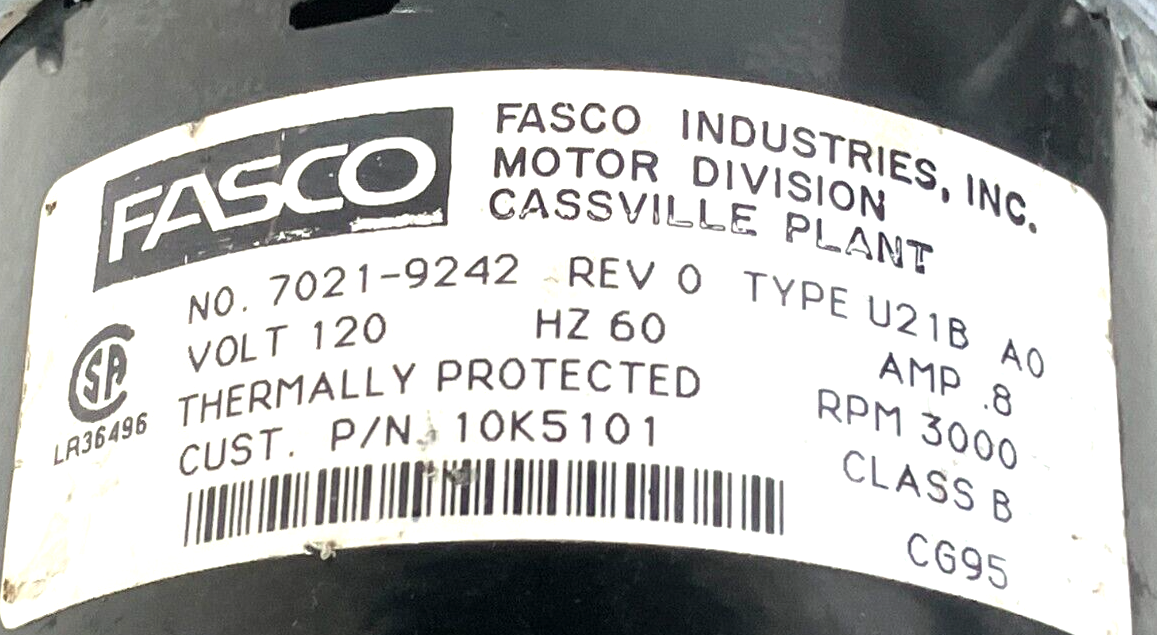 FASCO
FASCO INDUSTRIES, INC.
MOTOR DIVISION
CASSVILLE PLANT
NO. 7021-9242 REV 0 TYPE U21B A0
VOLT 120 HZ 60 AMP .8
THERMALLY PROTECTED RPM 3000
CUST. P/N. 10K5101 CLASS B
SA
LR36496
CG95